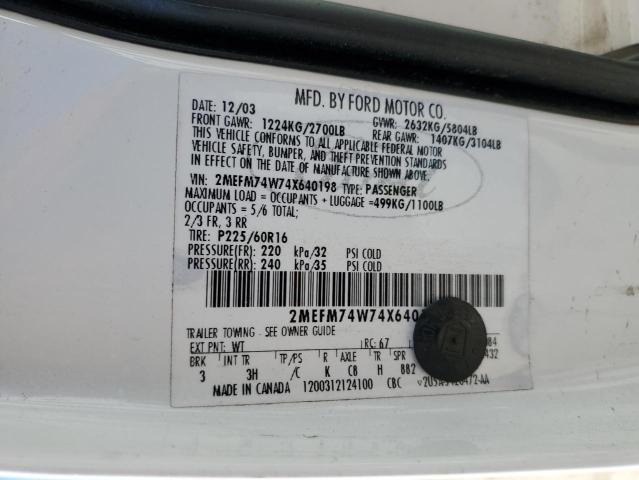 MFD. BY FORD MOTOR CO.
DATE: 12/03
FRONT GAWR: 1224KG/2700LB
GVWR: 2632KG/5804LB
REAR GAWR: 1407KG/3104LB
THIS VEHICLE CONFORMS TO ALL APPLICABLE FEDERAL MOTOR
VEHICLE SAFETY, BUMPER, AND THEFT PREVENTION STANDARDS
IN EFFECT ON THE DATE OF MANUFACTURE SHOWN ABOVE.
VIN: 2MEFM74W74X640198 TYPE: PASSENGER
MAXIMUM LOAD = OCCUPANTS + LUGGAGE = 499KG/1100LB
OCCUPANTS = 5/6 TOTAL;
2/3 FR, 3 RR
TIRE: P225/60R16
PRESSURE(FR) 220 kPa/32 PSI COLD
PRESSURE(RR) 240 kPa/35 PSI COLD
2MEFM74W74X640
TRAILER TOWING - SEE OWNER GUIDE
EXT PNT: WT RC: 67 84
BRK INT TR TP/PS R AXLE TR SPR 432
3 3H /C K C8 H BB2
MADE IN CANADA 1200312124100 CBC